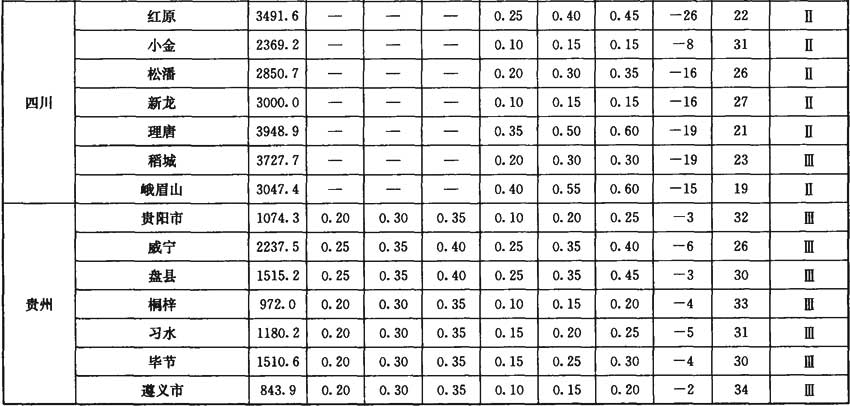 四川
红原 3491.6 — — — 0.25 0.40 0.45 −26 22 Ⅱ
小金 2369.2 — — — 0.10 0.15 0.15 −8 31 Ⅱ
松潘 2850.7 — — — 0.20 0.30 0.35 −16 26 Ⅱ
新龙 3000.0 — — — 0.10 0.15 0.15 −16 27 Ⅱ
理唐 3948.9 — — — 0.35 0.50 0.60 −19 21 Ⅱ
稻城 3727.7 — — — 0.20 0.30 0.30 −19 23 Ⅲ
峨眉山 3047.4 — — — 0.40 0.55 0.60 −15 19 Ⅱ
贵州
贵阳市 1074.3 0.20 0.30 0.35 0.10 0.20 0.25 −3 32 Ⅲ
威宁 2237.5 0.25 0.35 0.40 0.25 0.35 0.40 −6 26 Ⅲ
盘县 1515.2 0.25 0.35 0.40 0.25 0.35 0.45 −3 30 Ⅲ
桐梓 972.0 0.20 0.30 0.35 0.10 0.15 0.20 −4 33 Ⅲ
习水 1180.2 0.20 0.30 0.35 0.15 0.20 0.25 −5 31 Ⅲ
毕节 1510.6 0.20 0.30 0.35 0.15 0.25 0.30 −4 30 Ⅲ
遵义市 843.9 0.20 0.30 0.35 0.10 0.15 0.20 −2 34 Ⅲ